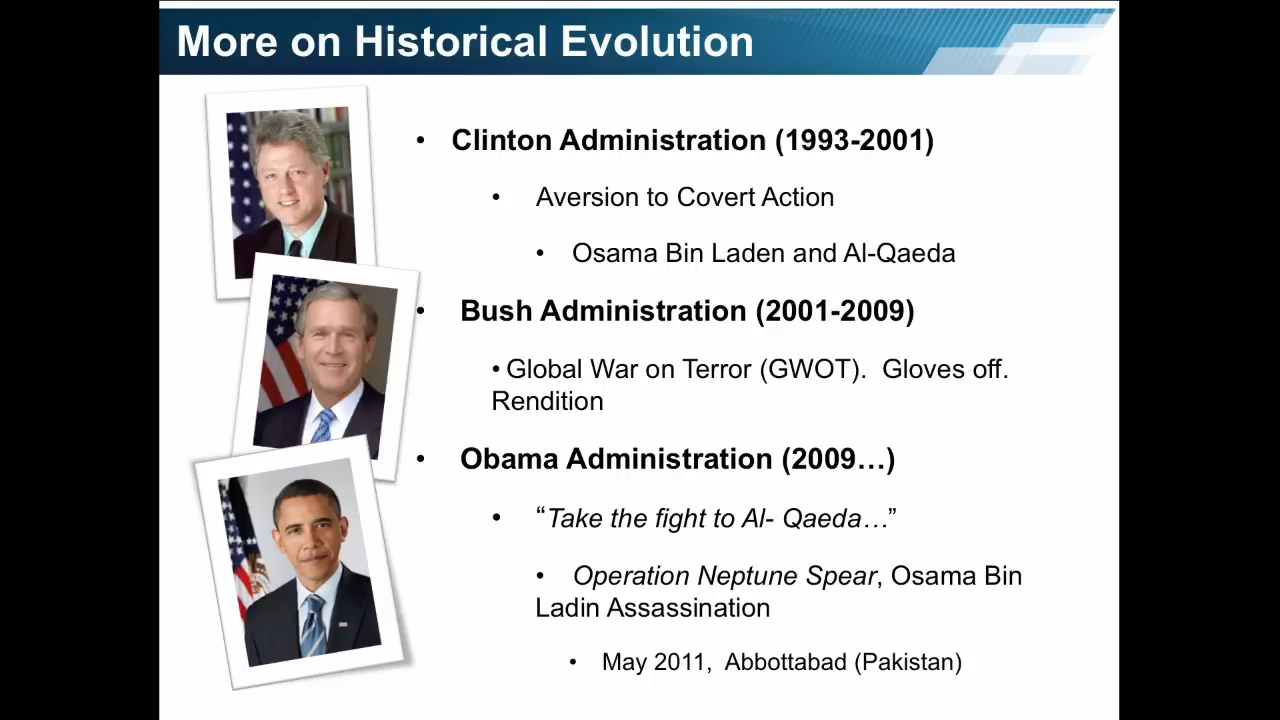 More on Historical Evolution
• Clinton Administration (1993-2001)
• Aversion to Covert Action
• Osama Bin Laden and Al-Qaeda
• Bush Administration (2001-2009)
• Global War on Terror (GWOT).  Gloves off.
Rendition
• Obama Administration (2009…)
• “Take the fight to Al- Qaeda…”
• Operation Neptune Spear, Osama Bin
Ladin Assassination
• May 2011,  Abbottabad (Pakistan)